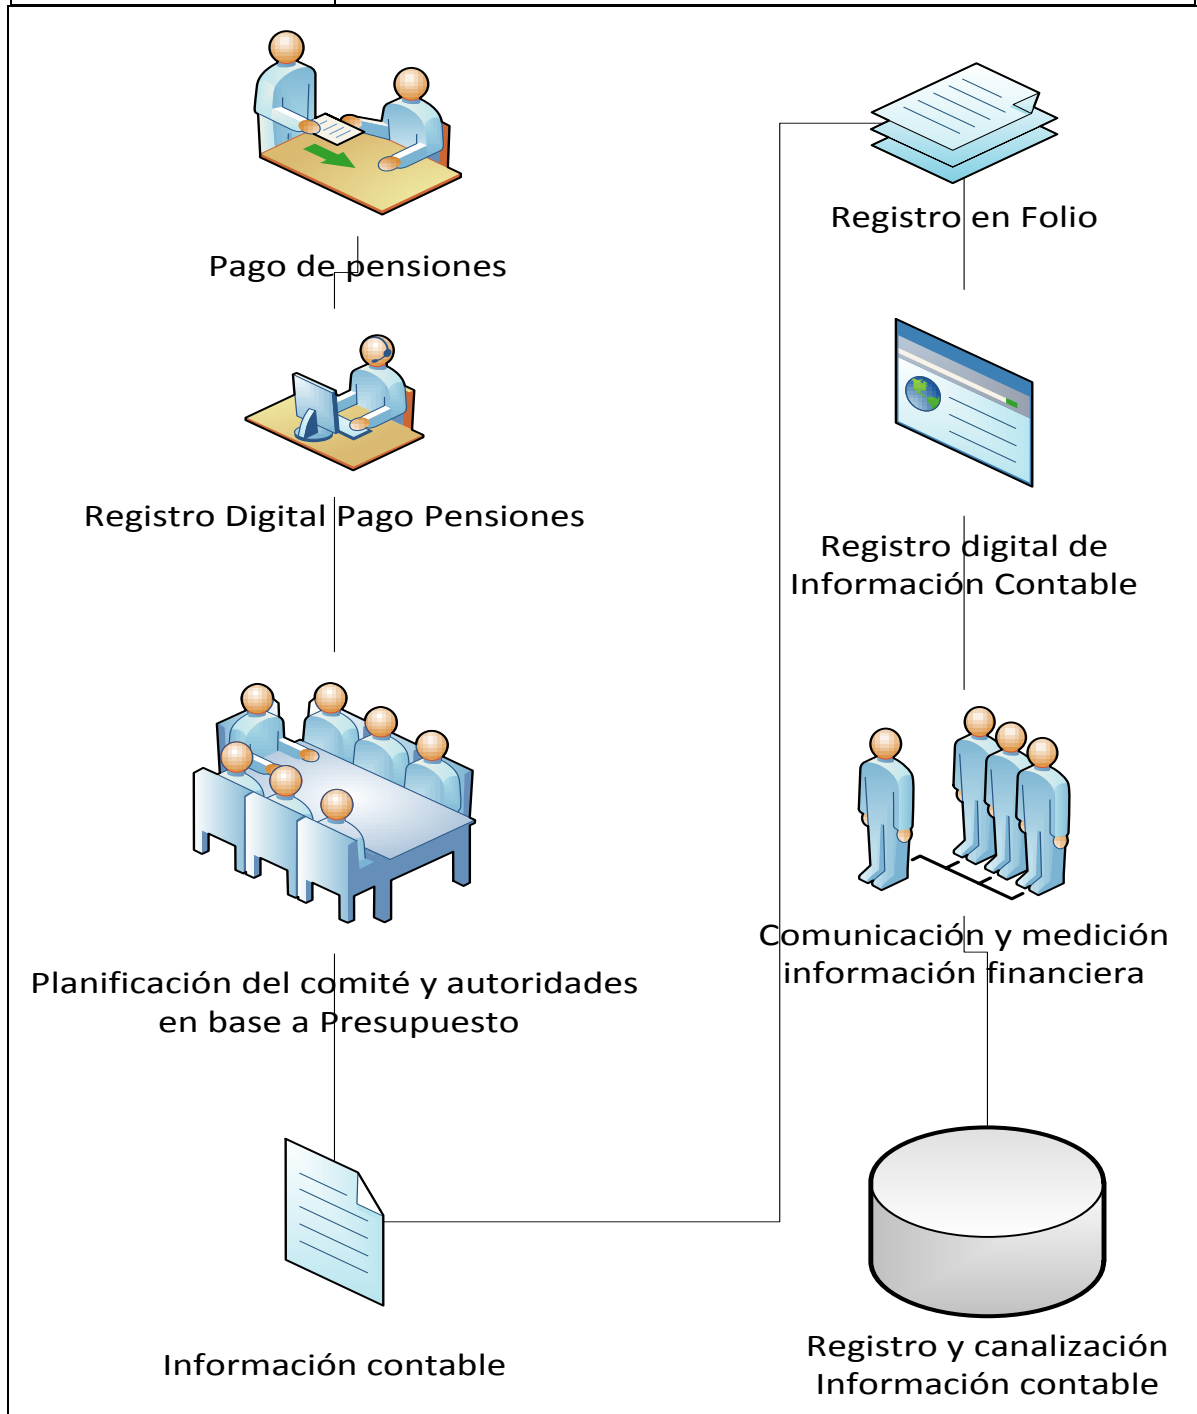 Pago de pensiones
Registro Digital Pago Pensiones
Planificación del comité y autoridades
en base a Presupuesto
Información contable
Registro en Folio
Registro digital de
Información Contable
Comunicación y medición
información financiera
Registro y canalización
Información contable